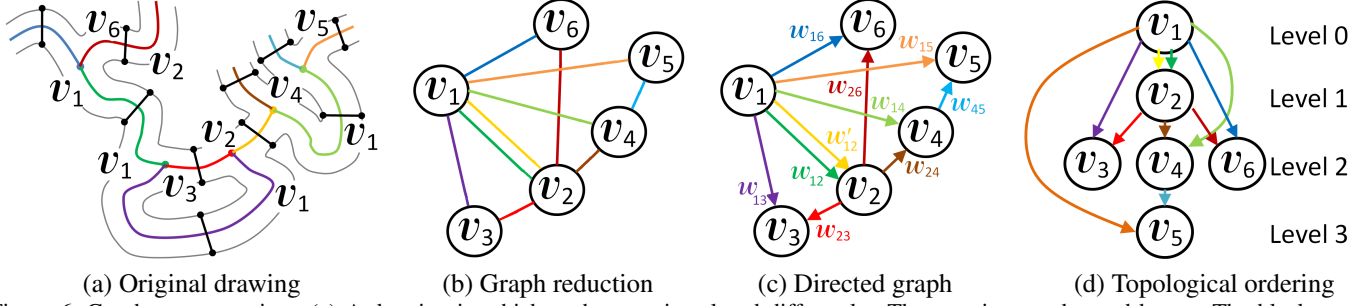 v6
v2
v1
v5
v4
v1
v2
v1
v3
v1
(a) Original drawing
v6
v5
v1
v4
v2
v3
(b) Graph reduction
v6
w16
w15
v5
v1
w26
w14
w45
v4
w'12
w12
w24
v2
w13
v3
w23
(c) Directed graph
v1
Level 0
v2
Level 1
v3
v4
v6
Level 2
v5
Level 3
(d) Topological ordering